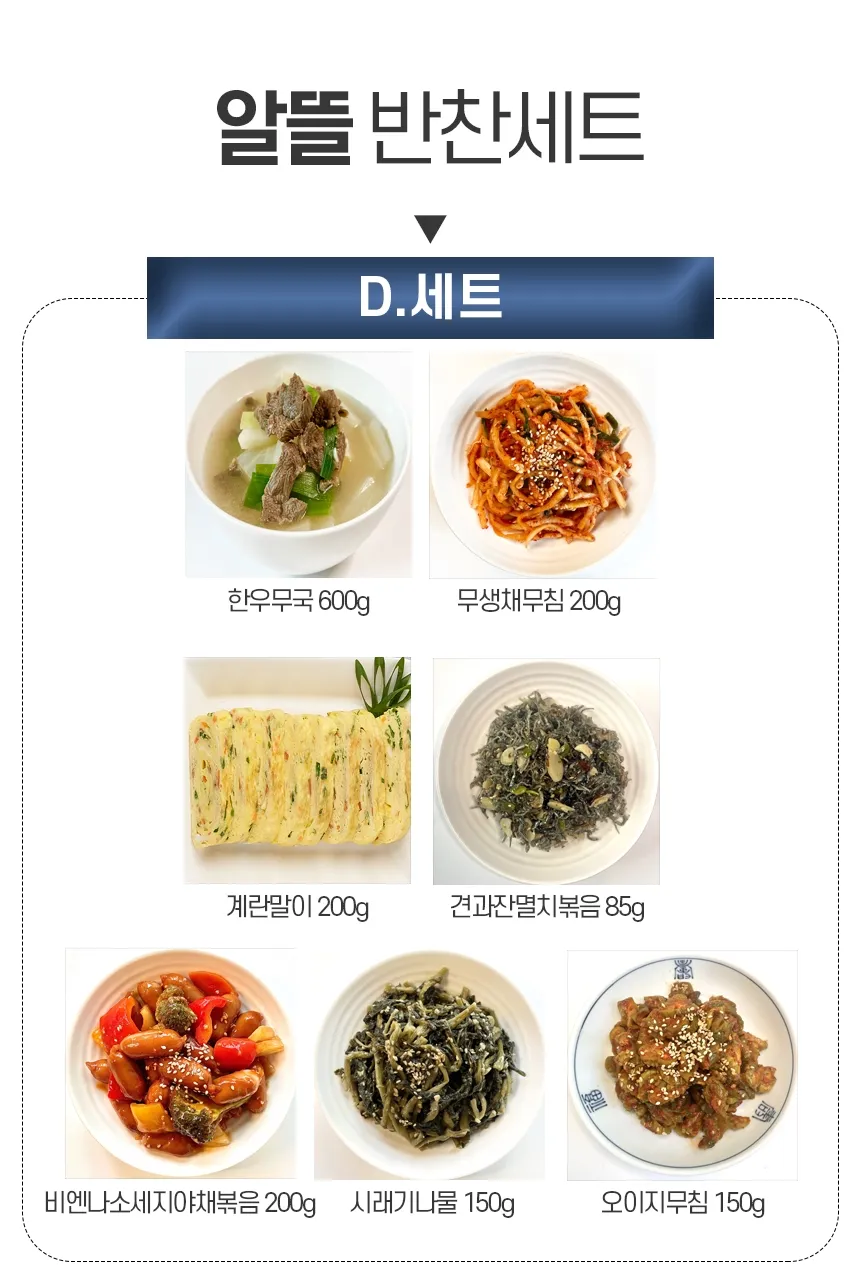 알뜰 반찬세트
D.세트
한우무국 600g
무생채무침 200g
계란말이 200g
견과잔멸치볶음 85g
비엔나소세지야채볶음 200g
시래기나물 150g
오이지무침 150g